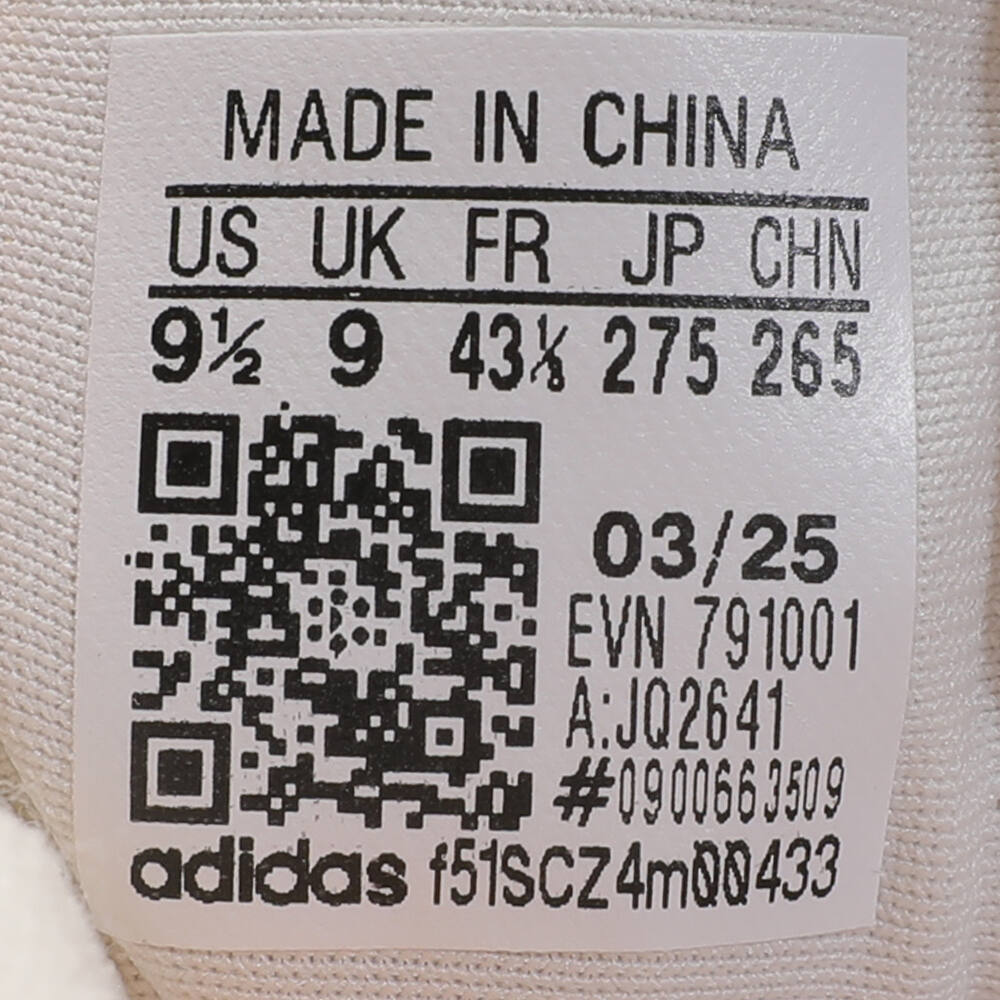 MADE IN CHINA
US UK FR JP CHN
9½ 9 43⅓ 275 265
03/25
EVN 791001
A:JQ2641
#0900663509
adidas f51SCZ4m00433